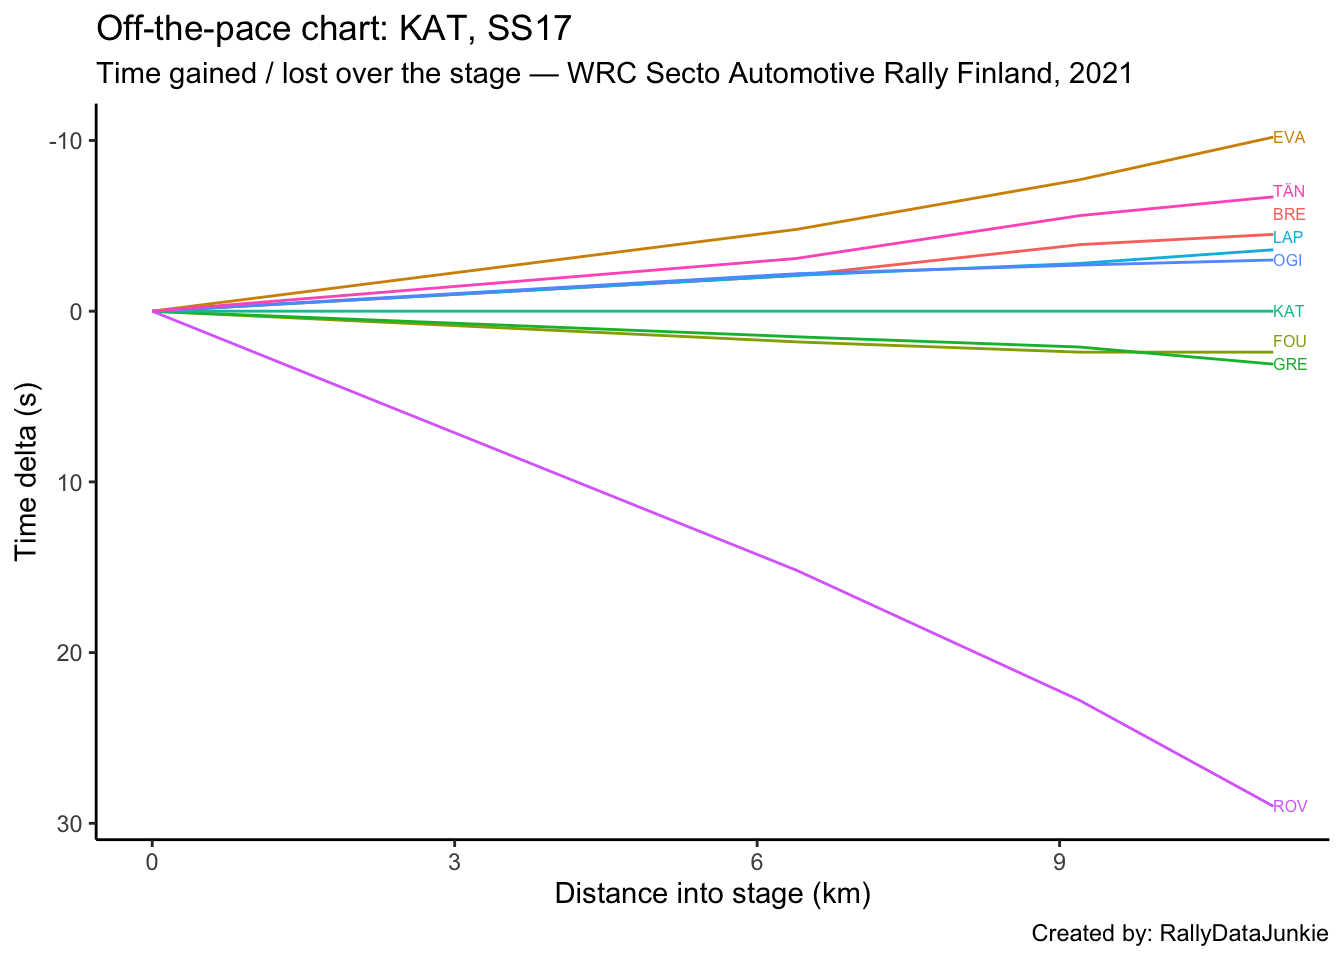 Off-the-pace chart: KAT, SS17
Time gained / lost over the stage — WRC Secto Automotive Rally Finland, 2021
Time delta (s)
-10
0
10
20
30
EVA
TÄN
BRE
LAP
OGI
KAT
FOU
GRE
ROV
0 3 6 9
Distance into stage (km)
Created by: RallyDataJunkie